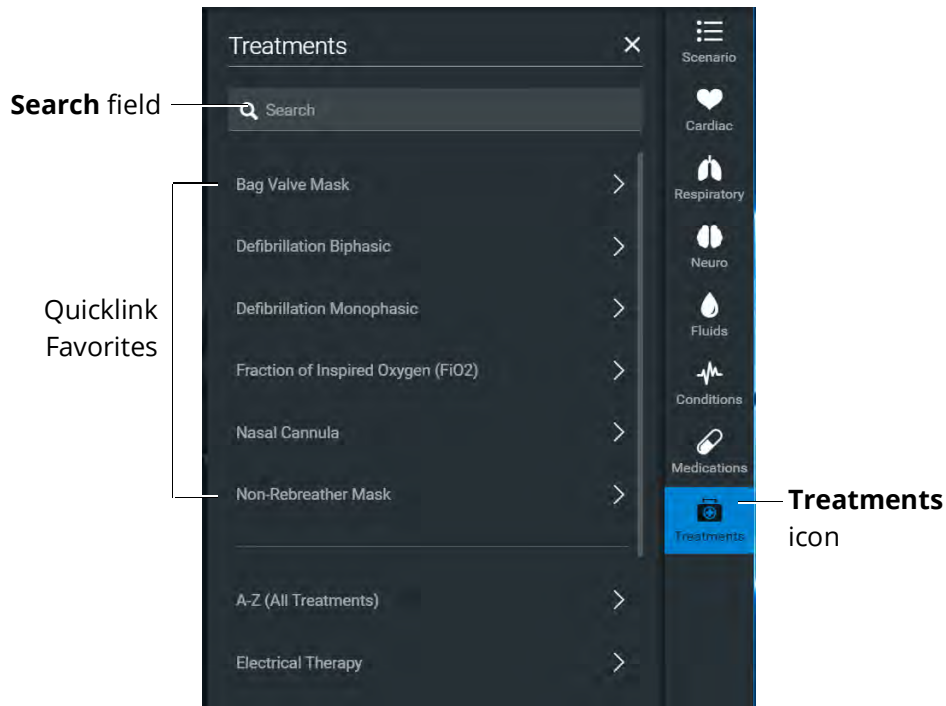 Treatments
Search field
Search
Bag Valve Mask
Defibrillation Biphasic
Defibrillation Monophasic
Quicklink
Favorites
Fraction of Inspired Oxygen (FiO2)
Nasal Cannula
Non-Rebreather Mask
A-Z (All Treatments)
Electrical Therapy
Scenario
Cardiac
Respiratory
Neuro
Fluids
Conditions
Medications
Treatments
Treatments
icon